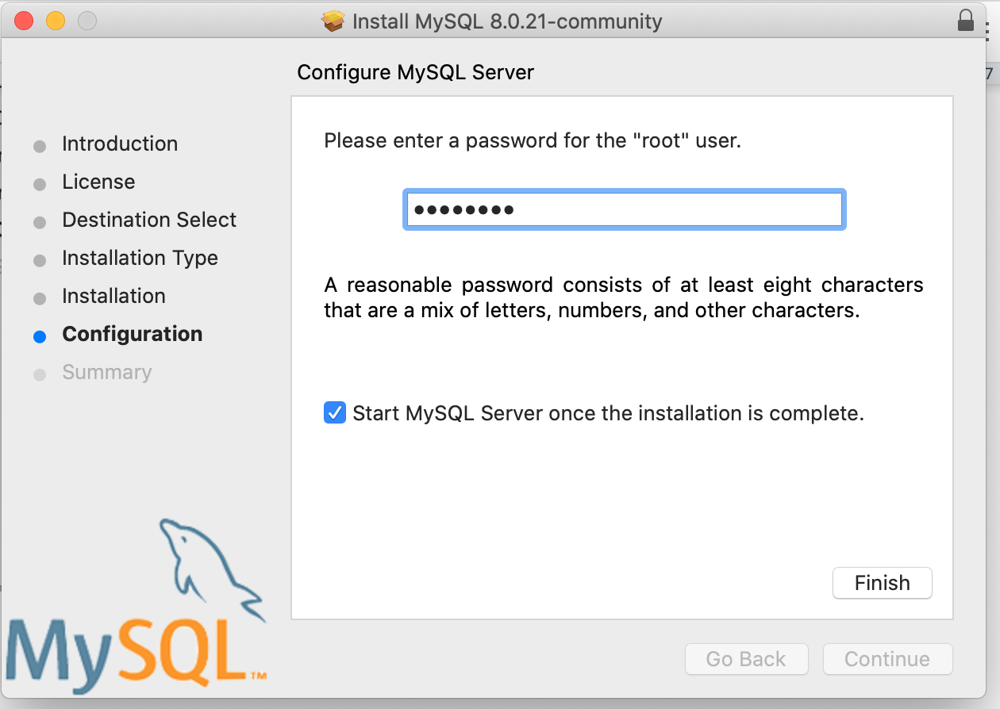 Install MySQL 8.0.21-community
Configure MySQL Server
Introduction
License
Destination Select
Installation Type
Installation
Configuration
Summary
Please enter a password for the "root" user.
••••••••
A reasonable password consists of at least eight characters
that are a mix of letters, numbers, and other characters.
Start MySQL Server once the installation is complete.
Finish
MySQL™
Go Back
Continue
7